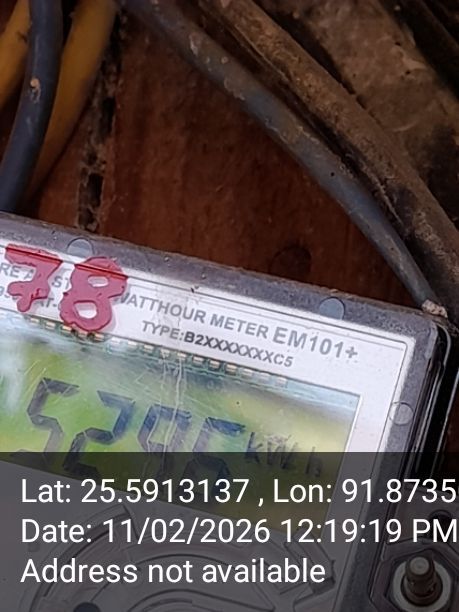 78
WATTHOUR METER EM101+
TYPE:B2XXXXXXXC5
kWh
Lat: 25.5913137 , Lon: 91.8735
Date: 11/02/2026 12:19:19 PM
Address not available